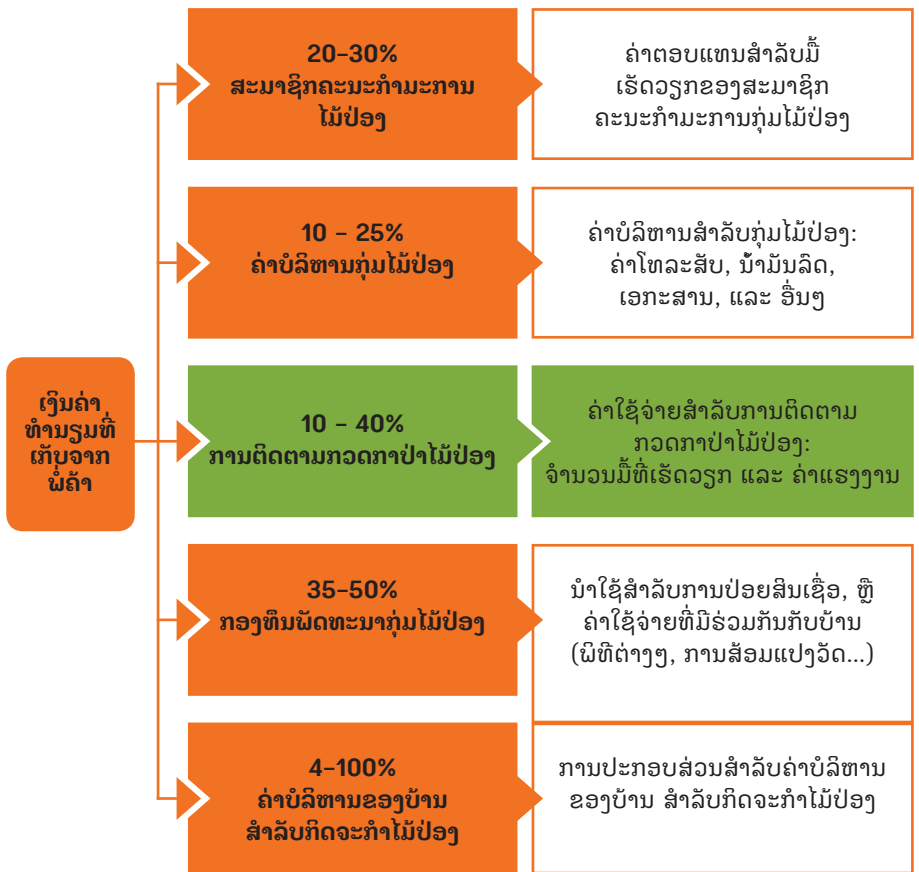 20–30%
ສະມາຊິກຄະນະກຳມະການ
ໄມ້ປ່ອງ
ຄ່າຕອບແທນສຳລັບມື້
ເຮັດວຽກຂອງສະມາຊິກ
ຄະນະກຳມະການກຸ່ມໄມ້ປ່ອງ
10 – 25%
ຄ່າບໍລິຫານກຸ່ມໄມ້ປ່ອງ
ຄ່າບໍລິຫານສຳລັບກຸ່ມໄມ້ປ່ອງ:
ຄ່າໂທລະສັບ, ນ້ຳມັນລົດ,
ເອກະສານ, ແລະ ອື່ນໆ
ເງິນຄ່າ
ທຳນຽມທີ່
ເກັບຈາກ
ພໍ່ຄ້າ
10 – 40%
ການຕິດຕາມກວດກາປ່າໄມ້ປ່ອງ
ຄ່າໃຊ້ຈ່າຍສຳລັບການຕິດຕາມ
ກວດກາປ່າໄມ້ປ່ອງ:
ຈຳນວນມື້ທີ່ເຮັດວຽກ ແລະ ຄ່າແຮງງານ
35–50%
ກອງທຶນພັດທະນາກຸ່ມໄມ້ປ່ອງ
ນຳໃຊ້ສຳລັບການປ່ອຍສິນເຊື່ອ, ຫຼື
ຄ່າໃຊ້ຈ່າຍທີ່ມີຮ່ວມກັນກັບບ້ານ
(ພິທີຕ່າງໆ, ການສ້ອມແປງວັດ...)
4–100%
ຄ່າບໍລິຫານຂອງບ້ານ
ສຳລັບກິດຈະກຳໄມ້ປ່ອງ
ການປະກອບສ່ວນສຳລັບຄ່າບໍລິຫານ
ຂອງບ້ານ ສຳລັບກິດຈະກຳໄມ້ປ່ອງ